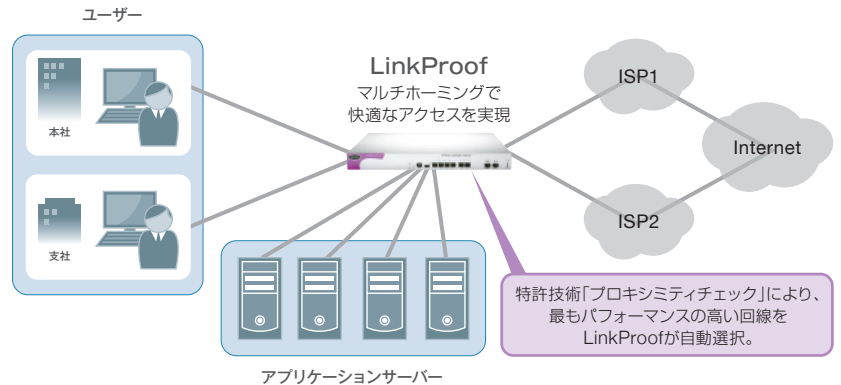 ユーザー
本社
支社
LinkProof
マルチホーミングで
快適なアクセスを実現
ISP1
Internet
ISP2
特許技術「プロキシミティチェック」により、
最もパフォーマンスの高い回線を
LinkProofが自動選択。
アプリケーションサーバー